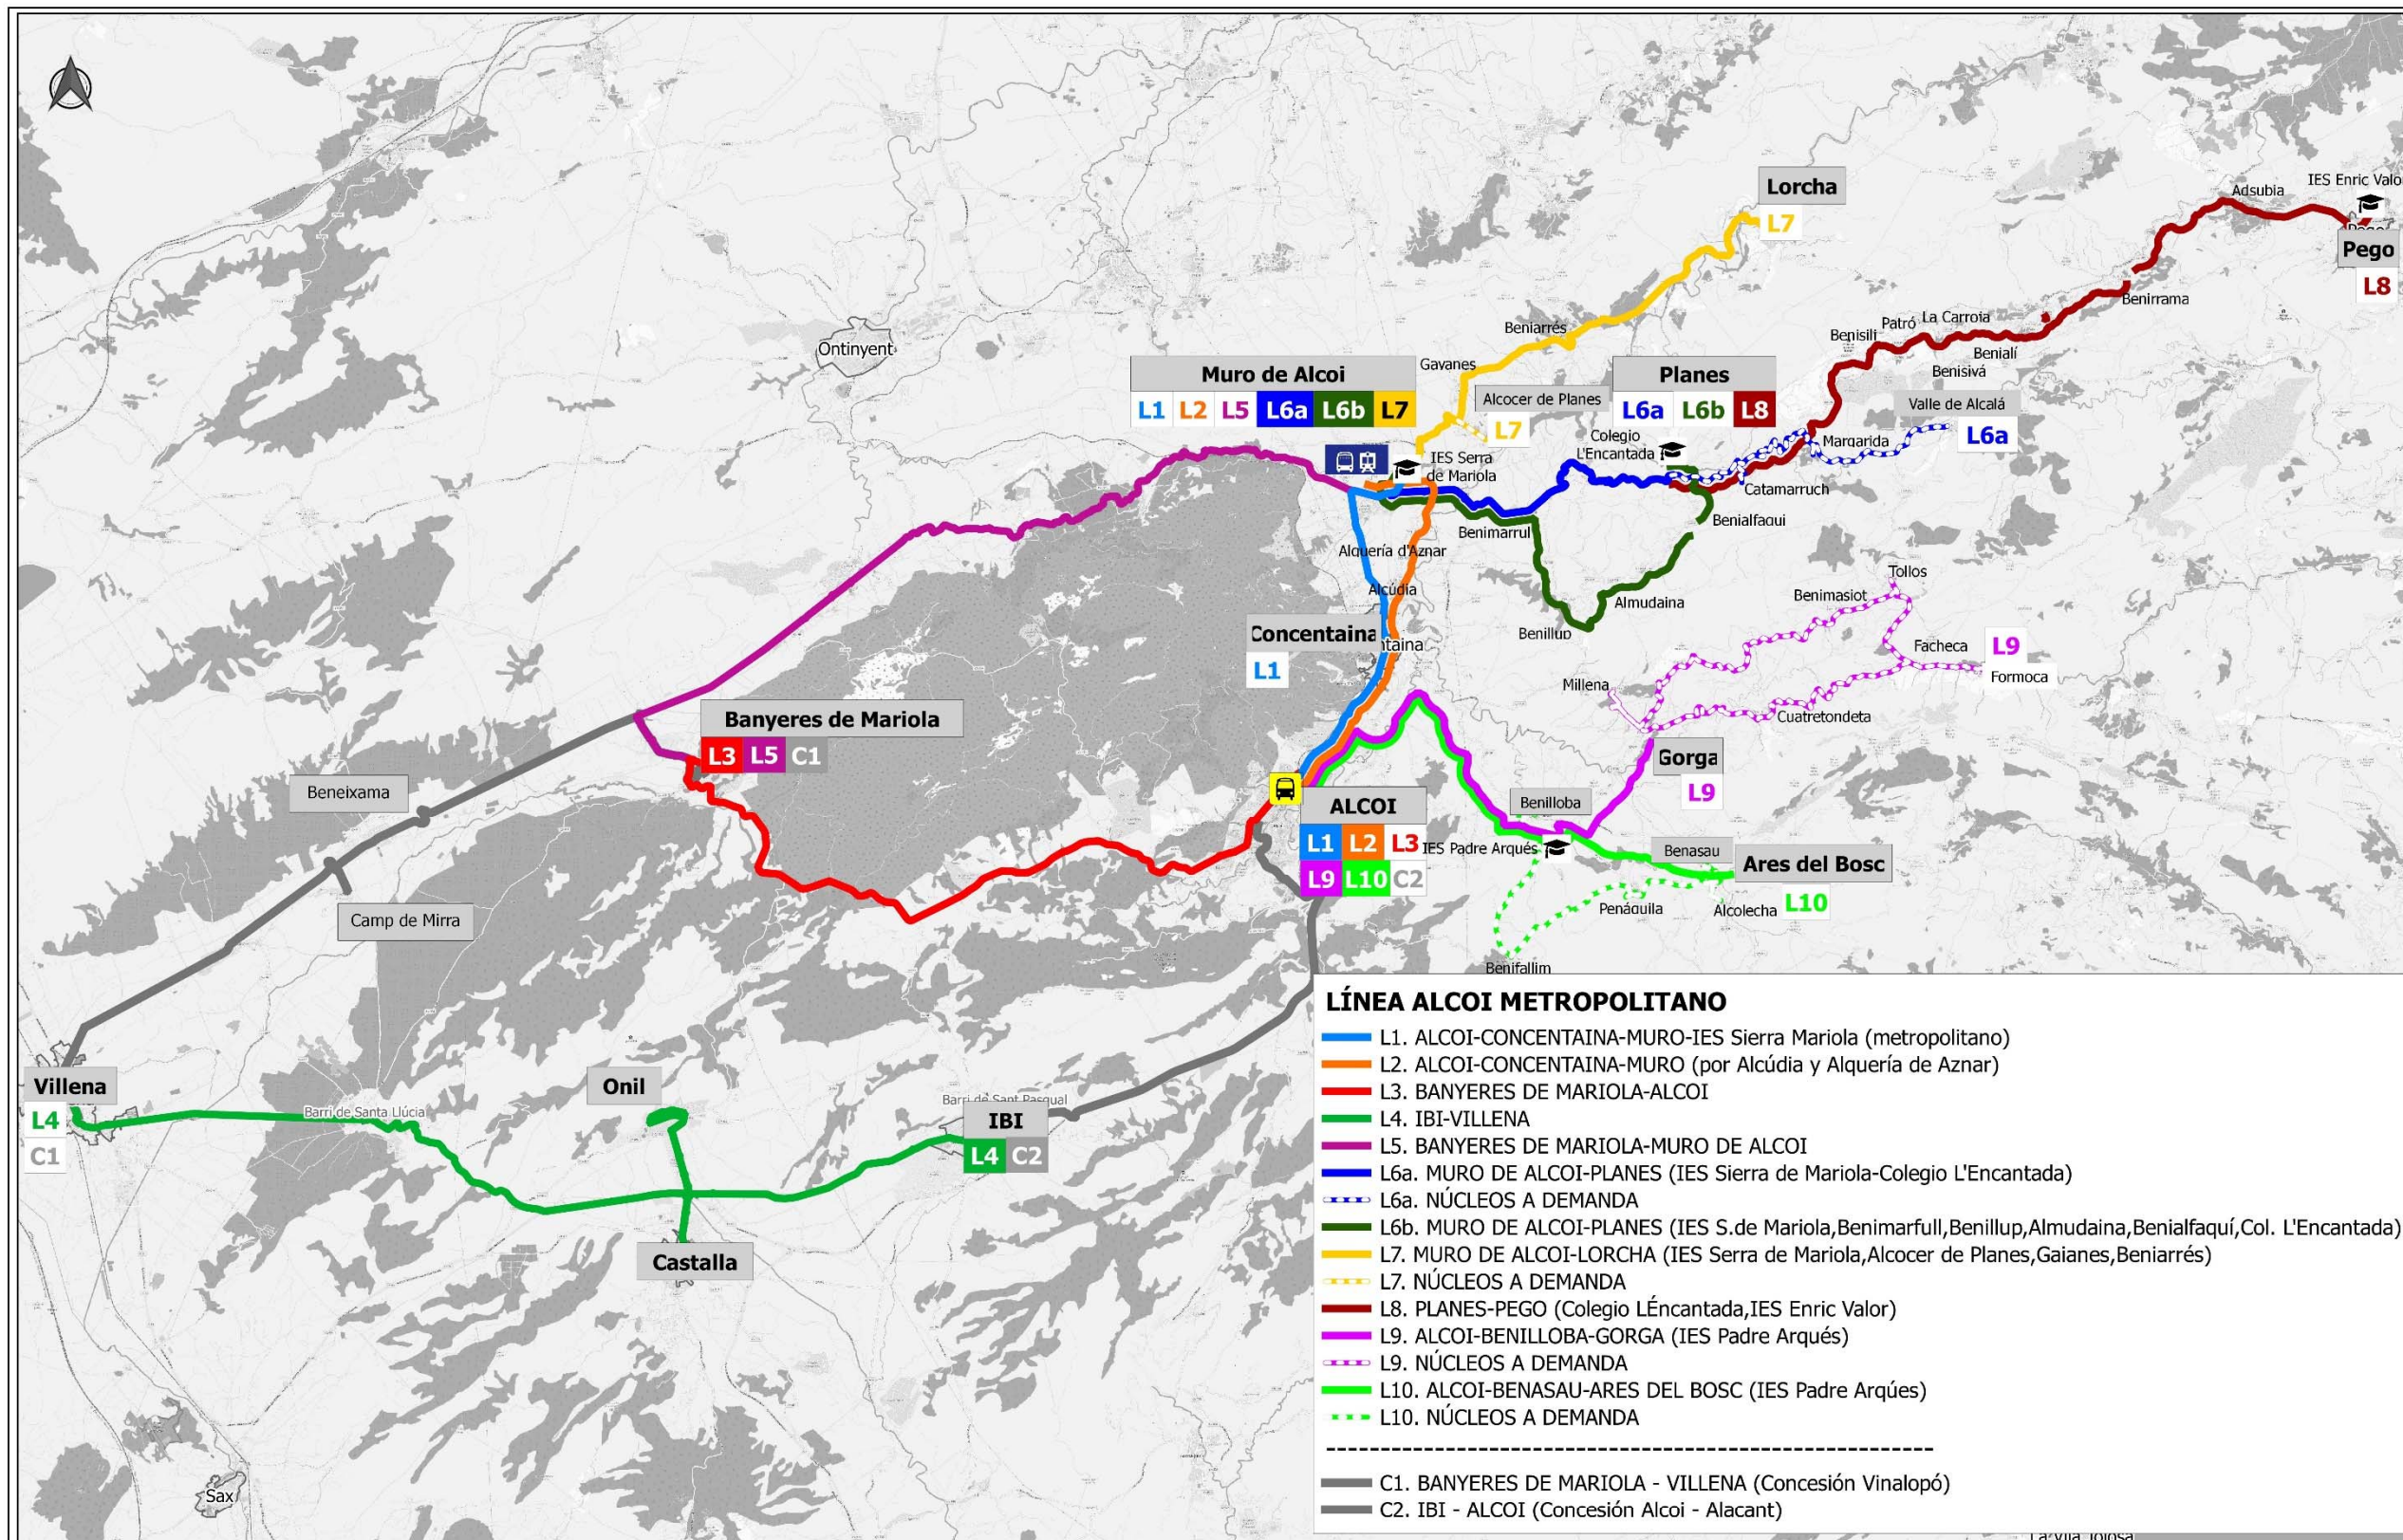 Lorcha
L7
IES Enric Valo
Adsubia
Pego
L8
Benirrama
La Carroia
Patró
Benisili
Benialí
Benisivá
Beniarrés
Gavanes
Ontinyent
Muro de Alcoi
L1 L2 L5 L6a L6b L7
Alcocer de Planes
L7
Planes
L6a L6b L8
Valle de Alcalá
L6a
Margarida
Colegio
L'Encantada
IES Serra
de Mariola
Catamarruch
Benialfaqui
Benimarrul
Alquería d'Aznar
Alcúdia
Almudaina
Benillup
Tollos
Benimasiot
Facheca
L9
Formoca
Millena
Cuatretondeta
Concentaina
ntaina
L1
Gorga
L9
Banyeres de Mariola
L3 L5 C1
Beneixama
Camp de Mirra
ALCOI
L1 L2 L3
L9 L10 C2
IES Padre Arqués
Benilloba
Benasau
Ares del Bosc
L10
Alcolecha
Penáguila
Benifallim
Villena
L4
C1
Barri de Santa Llúcia
Onil
Barri de Sant Pasqual
IBI
L4 C2
Castalla
Sax
LÍNEA ALCOI METROPOLITANO
L1. ALCOI-CONCENTAINA-MURO-IES Sierra Mariola (metropolitano)
L2. ALCOI-CONCENTAINA-MURO (por Alcúdia y Alquería de Aznar)
L3. BANYERES DE MARIOLA-ALCOI
L4. IBI-VILLENA
L5. BANYERES DE MARIOLA-MURO DE ALCOI
L6a. MURO DE ALCOI-PLANES (IES Sierra de Mariola-Colegio L'Encantada)
L6a. NÚCLEOS A DEMANDA
L6b. MURO DE ALCOI-PLANES (IES S.de Mariola,Benimarfull,Benillup,Almudaina,Benialfaquí,Col. L'Encantada)
L7. MURO DE ALCOI-LORCHA (IES Serra de Mariola,Alcocer de Planes,Gaianes,Beniarrés)
L7. NÚCLEOS A DEMANDA
L8. PLANES-PEGO (Colegio LÉncantada,IES Enric Valor)
L9. ALCOI-BENILLOBA-GORGA (IES Padre Arqués)
L9. NÚCLEOS A DEMANDA
L10. ALCOI-BENASAU-ARES DEL BOSC (IES Padre Arqúes)
L10. NÚCLEOS A DEMANDA
C1. BANYERES DE MARIOLA - VILLENA (Concesión Vinalopó)
C2. IBI - ALCOI (Concesión Alcoi - Alacant)